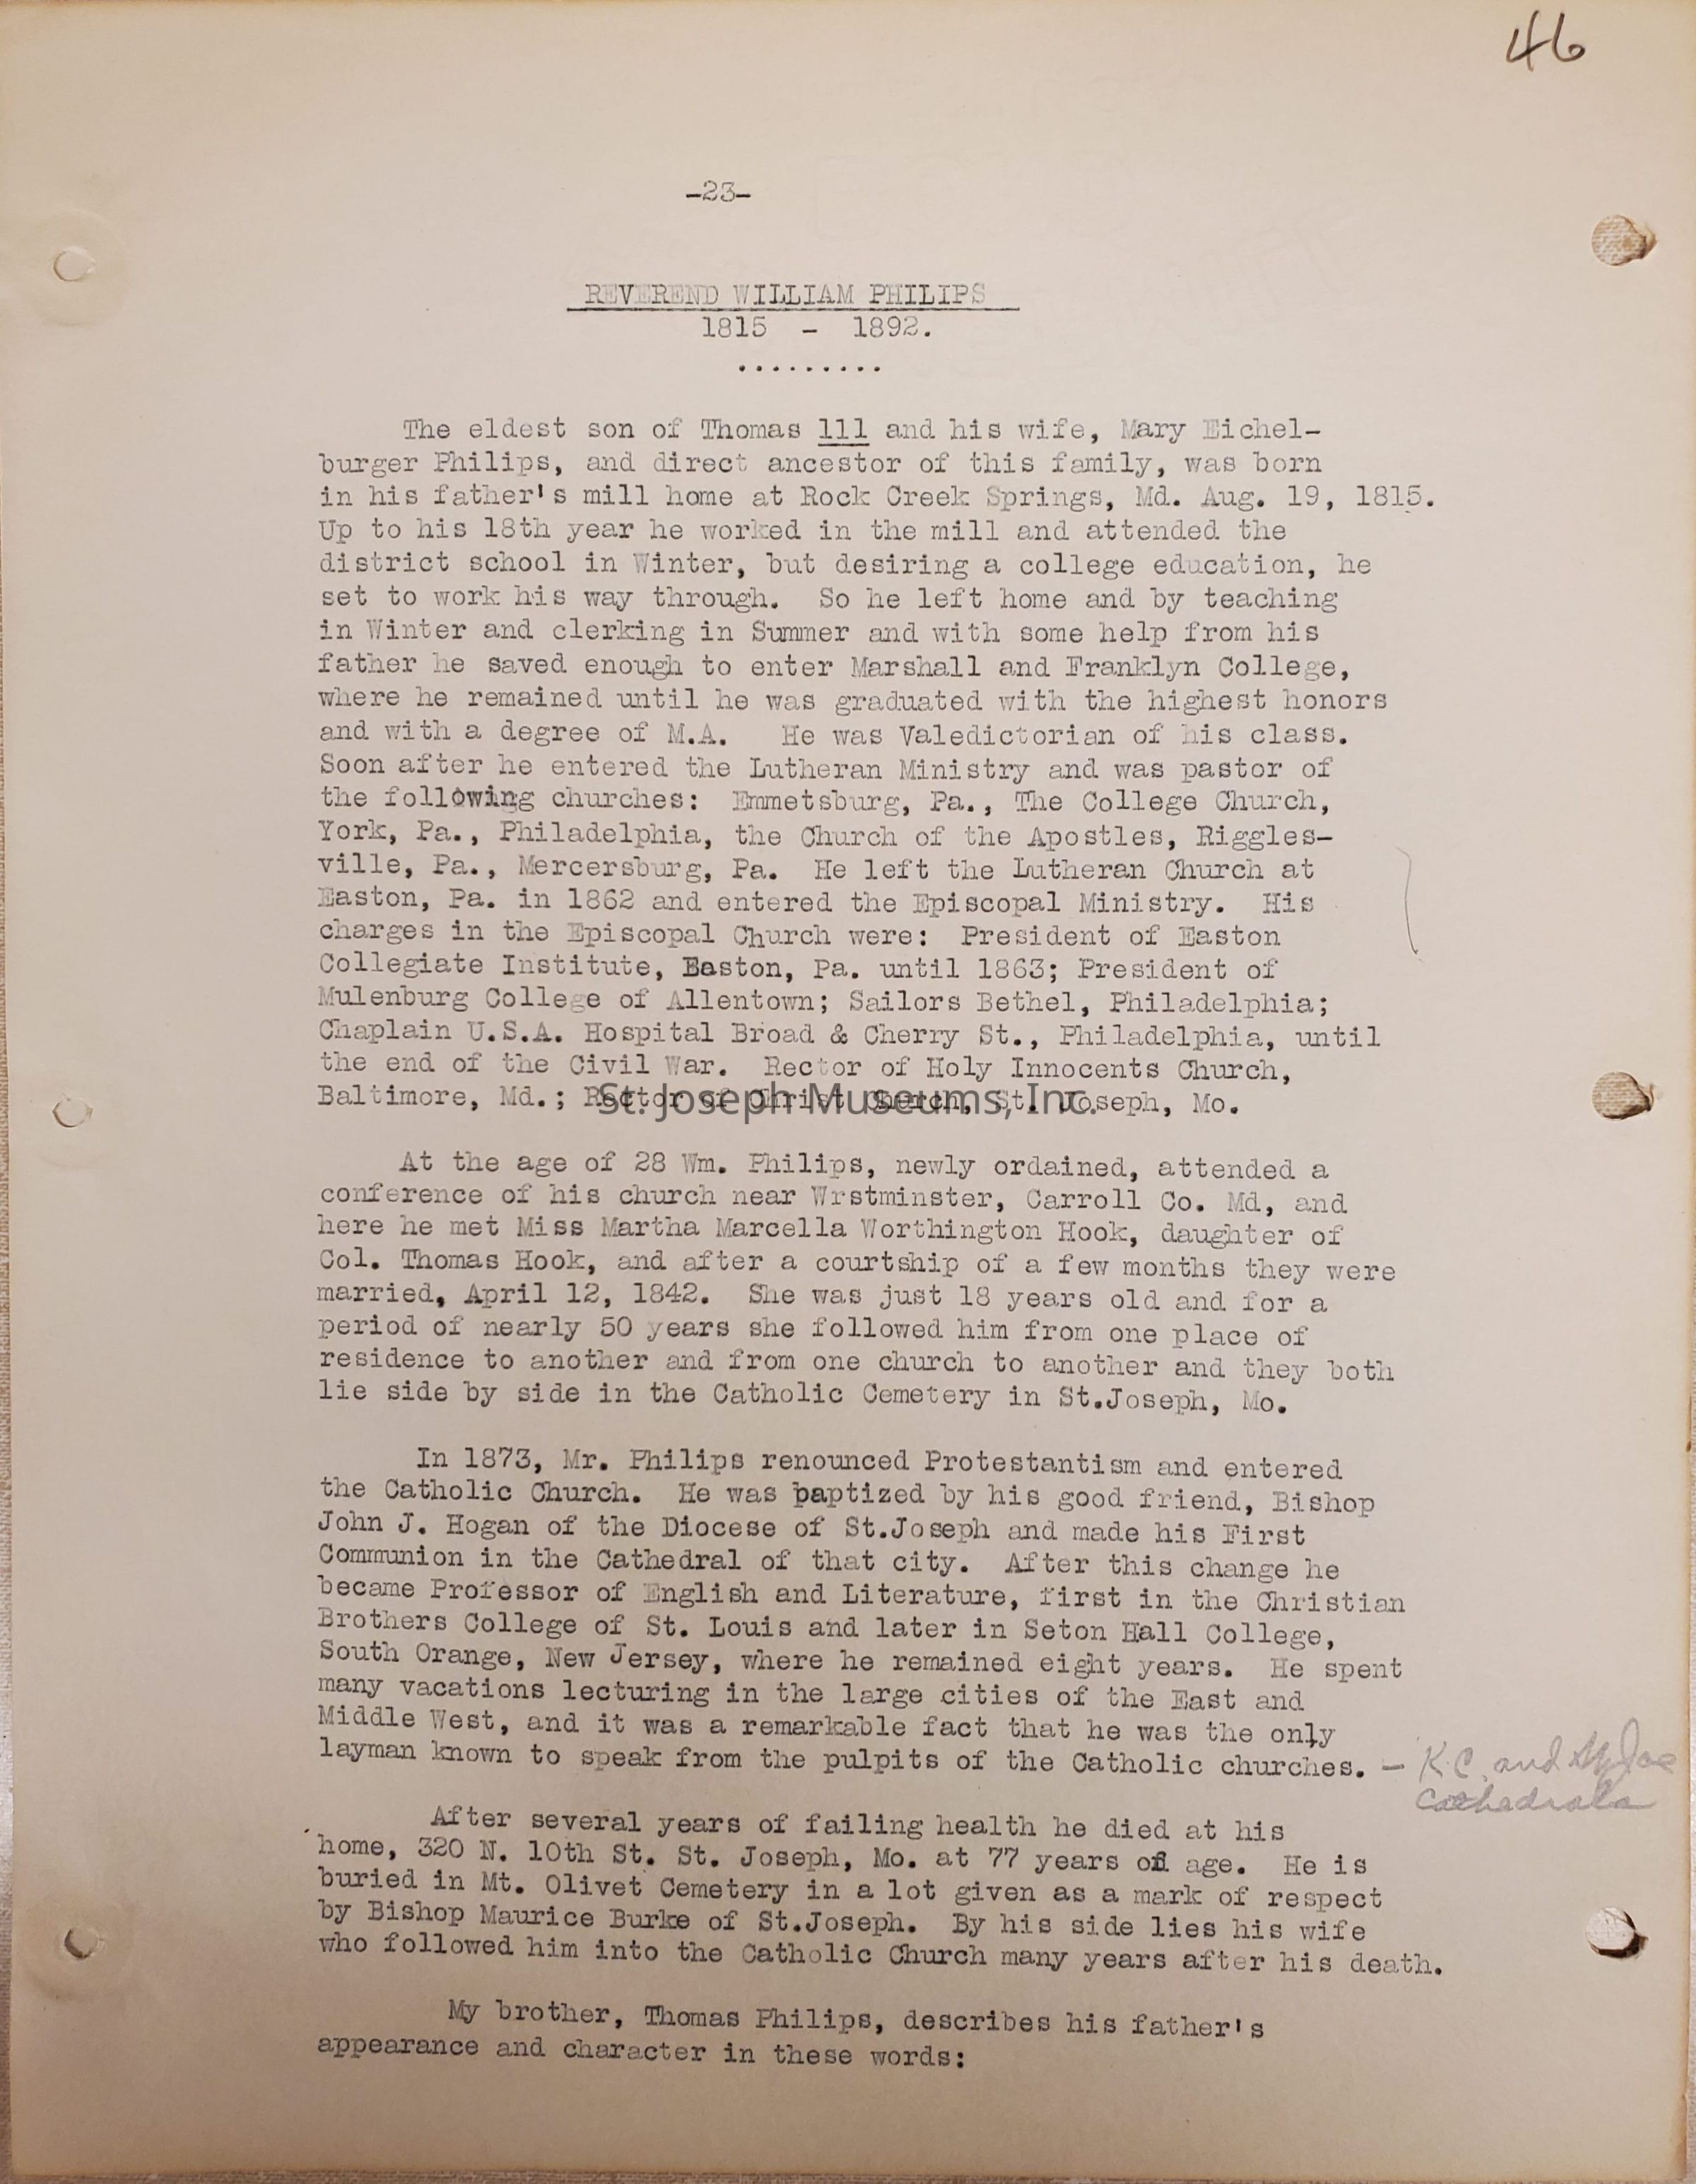 46
-23-
REVEREND WILLIAM PHILIPS
1815 - 1892.
.........
The eldest son of Thomas 111 and his wife, Mary Eichel-
burger Philips, and direct ancestor of this family, was born
in his father's mill home at Rock Creek Springs, Md. Aug. 19, 1815.
Up to his 18th year he worked in the mill and attended the
district school in Winter, but desiring a college education, he
set to work his way through. So he left home and by teaching
in Winter and clerking in Summer and with some help from his
father he saved enough to enter Marshall and Franklyn College,
where he remained until he was graduated with the highest honors
and with a degree of M.A. He was Valedictorian of his class.
Soon after he entered the Lutheran Ministry and was pastor of
the following churches: Emmetsburg, Pa., The College Church,
York, Pa., Philadelphia, the Church of the Apostles, Riggles-
ville, Pa., Mercersburg, Pa. He left the Lutheran Church at
Easton, Pa. in 1862 and entered the Episcopal Ministry. His
charges in the Episcopal Church were: President of Easton
Collegiate Institute, Easton, Pa. until 1863; President of
Mulenburg College of Allentown; Sailors Bethel, Philadelphia;
Chaplain U.S.A. Hospital Broad & Cherry St., Philadelphia, until
the end of the Civil War. Rector of Holy Innocents Church,
Baltimore, Md.; Rector of Christ Church, St. Joseph, Mo.
St. Joseph Museums, Inc.
At the age of 28 Wm. Philips, newly ordained, attended a
conference of his church near Wrstminster, Carroll Co. Md, and
here he met Miss Martha Marcella Worthington Hook, daughter of
Col. Thomas Hook, and after a courtship of a few months they were
married, April 12, 1842. She was just 18 years old and for a
period of nearly 50 years she followed him from one place of
residence to another and from one church to another and they both
lie side by side in the Catholic Cemetery in St.Joseph, Mo.
In 1873, Mr. Philips renounced Protestantism and entered
the Catholic Church. He was baptized by his good friend, Bishop
John J. Hogan of the Diocese of St.Joseph and made his First
Communion in the Cathedral of that city. After this change he
became Professor of English and Literature, first in the Christian
Brothers College of St. Louis and later in Seton Hall College,
South Orange, New Jersey, where he remained eight years. He spent
many vacations lecturing in the large cities of the East and
Middle West, and it was a remarkable fact that he was the only
layman known to speak from the pulpits of the Catholic churches. - K.C. and St Joe
Cathedrals
After several years of failing health he died at his
home, 320 N. 10th St. St. Joseph, Mo. at 77 years of age. He is
buried in Mt. Olivet Cemetery in a lot given as a mark of respect
by Bishop Maurice Burke of St.Joseph. By his side lies his wife
who followed him into the Catholic Church many years after his death.
My brother, Thomas Philips, describes his father's
appearance and character in these words: